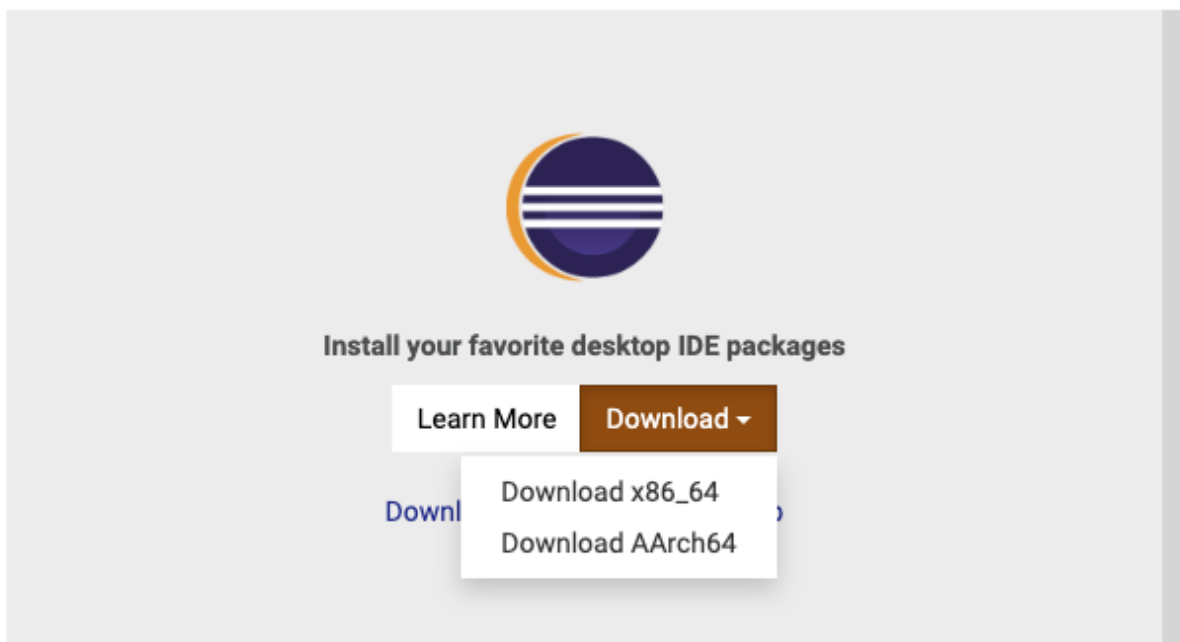 Install your favorite desktop IDE packages
Learn More
Download
Download x86_64
Download AArch64